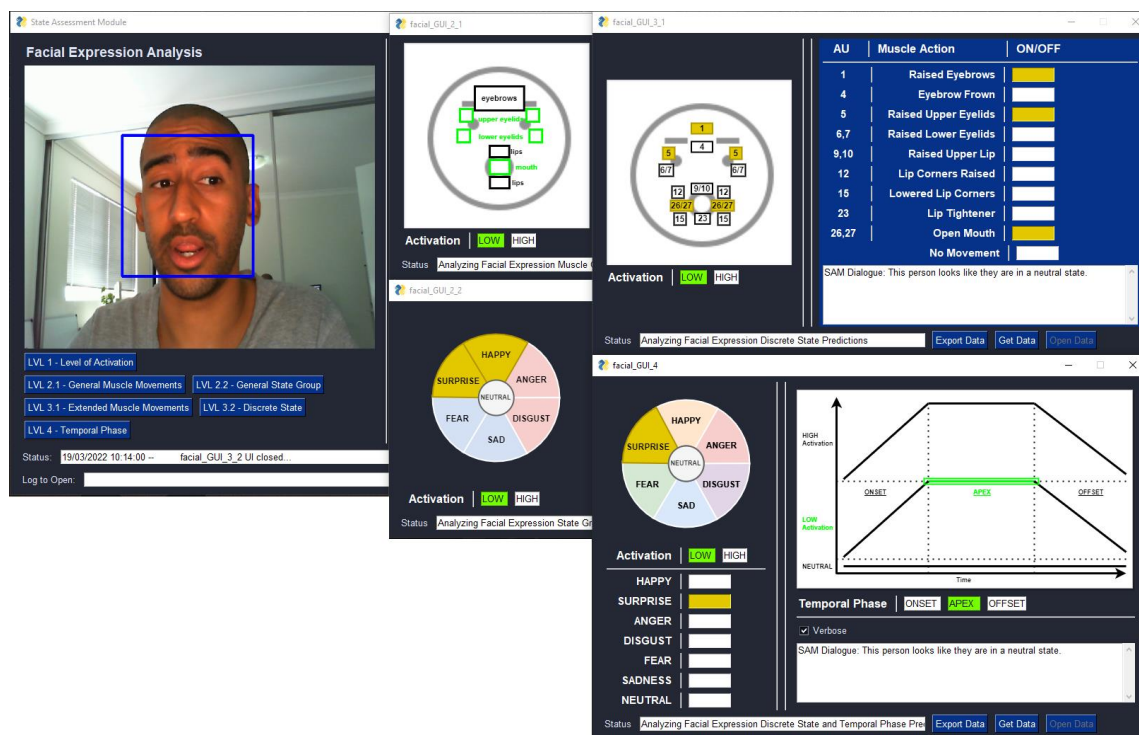 State Assessment Module
Facial Expression Analysis
LVL 1 - Level of Activation
LVL 2.1 - General Muscle Movements
LVL 2.2 - General State Group
LVL 3.1 - Extended Muscle Movements
LVL 3.2 - Discrete State
LVL 4 - Temporal Phase
Status: 19/03/2022 10:14:00 -- facial_GUI_3_2 UI closed...
Log to Open:
facial_GUI_2_1
eyebrows
upper eyelids
lower eyelids
lips
mouth
lips
Activation LOW HIGH
Status Analyzing Facial Expression Muscle
facial_GUI_2_2
HAPPY
SURPRISE
ANGER
NEUTRAL
FEAR
DISGUST
SAD
Activation LOW HIGH
Status Analyzing Facial Expression State Gr
facial_GUI_3_1
1
4
5 5
6/7 6/7
12 9/10 12
26/27 26/27
15 23 15
Activation LOW HIGH
AU Muscle Action ON/OFF
1 Raised Eyebrows
4 Eyebrow Frown
5 Raised Upper Eyelids
6,7 Raised Lower Eyelids
9,10 Raised Upper Lip
12 Lip Corners Raised
15 Lowered Lip Corners
23 Lip Tightener
26,27 Open Mouth
No Movement
SAM Dialogue: This person looks like they are in a neutral state.
Status Analyzing Facial Expression Discrete State Predictions Export Data Get Data Open Data
facial_GUI_4
HAPPY
SURPRISE
ANGER
NEUTRAL
FEAR
DISGUST
SAD
Activation LOW HIGH
HAPPY
SURPRISE
ANGER
DISGUST
FEAR
SADNESS
NEUTRAL
HIGH
Activation
ONSET APEX OFFSET
LOW
Activation
NEUTRAL
Time
Temporal Phase ONSET APEX OFFSET
Verbose
SAM Dialogue: This person looks like they are in a neutral state.
Status Analyzing Facial Expression Discrete State and Temporal Phase Pre Export Data Get Data Open Data